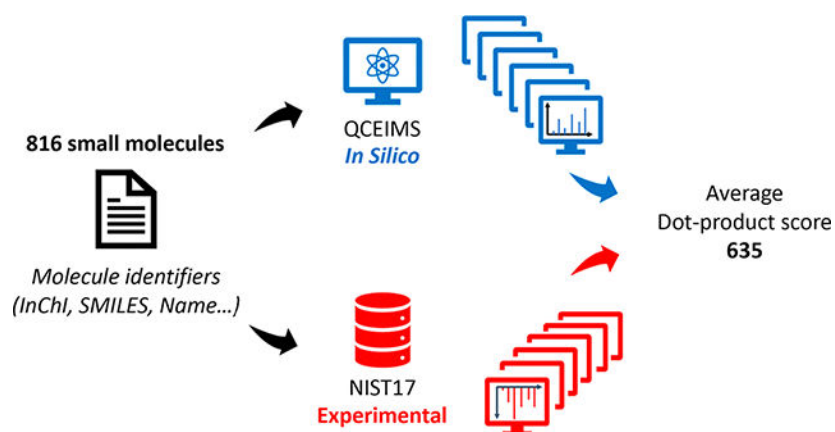 816 small molecules
Molecule identifiers
(InChI, SMILES, Name…)
QCEIMS
In Silico
NIST17
Experimental
Average
Dot-product score
635